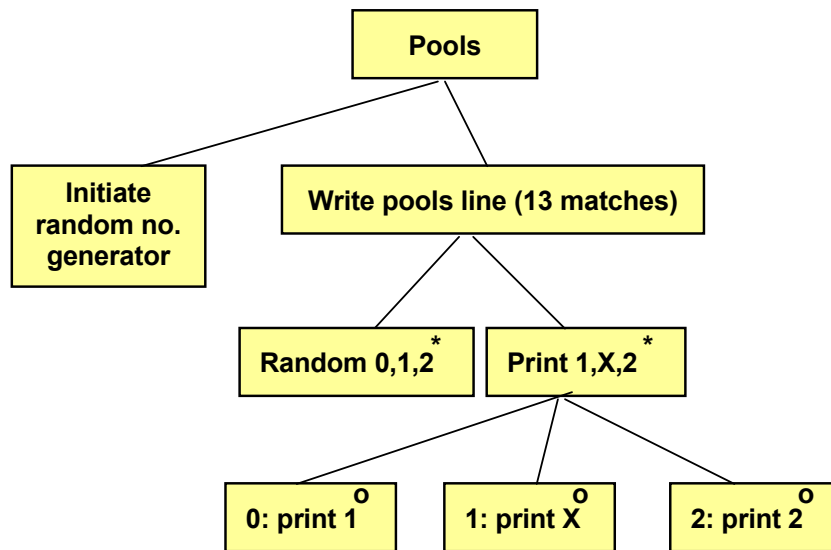 Pools
Initiate
random no.
generator
Write pools line (13 matches)
Random 0,1,2*
Print 1,X,2 *
0: print 1o
1: print Xo
2: print 2o